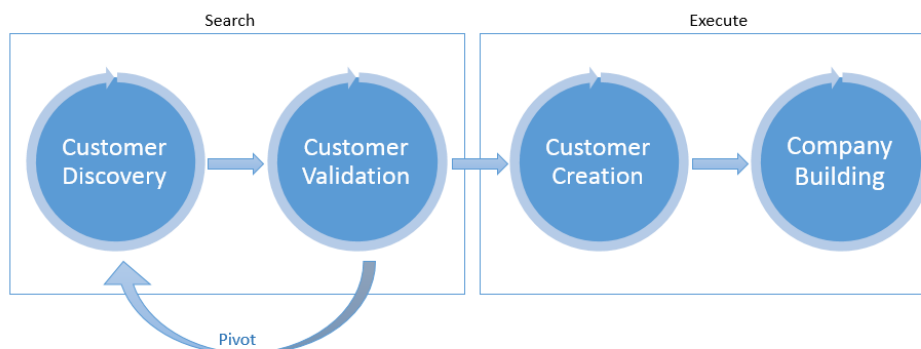 Search
Execute
Customer
Discovery
Customer
Validation
Customer
Creation
Company
Building
Pivot